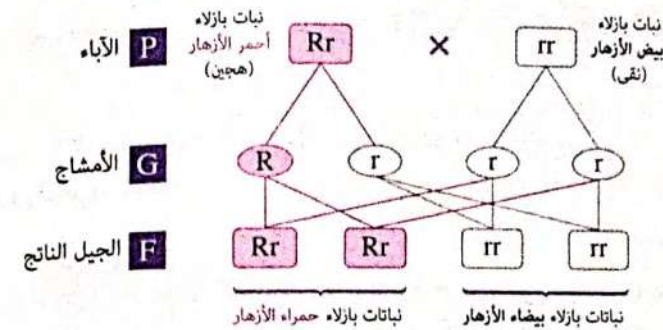 الآباء P نبات بازلاء أحمر الأزهار (هجين) Rr × rr نبات بازلاء بيض الأزهار (نقى)
الأمشاج G R r r r
الجيل الناتج F Rr Rr rr rr
نباتات بازلاء حمراء الأزهار نباتات بازلاء بيضاء الأزهار